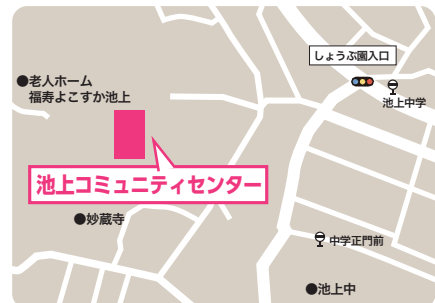 しょうぶ園入口
●老人ホーム
福寿よこすか池上
池上中学
池上コミュニティセンター
●妙蔵寺
中学正門前
●池上中